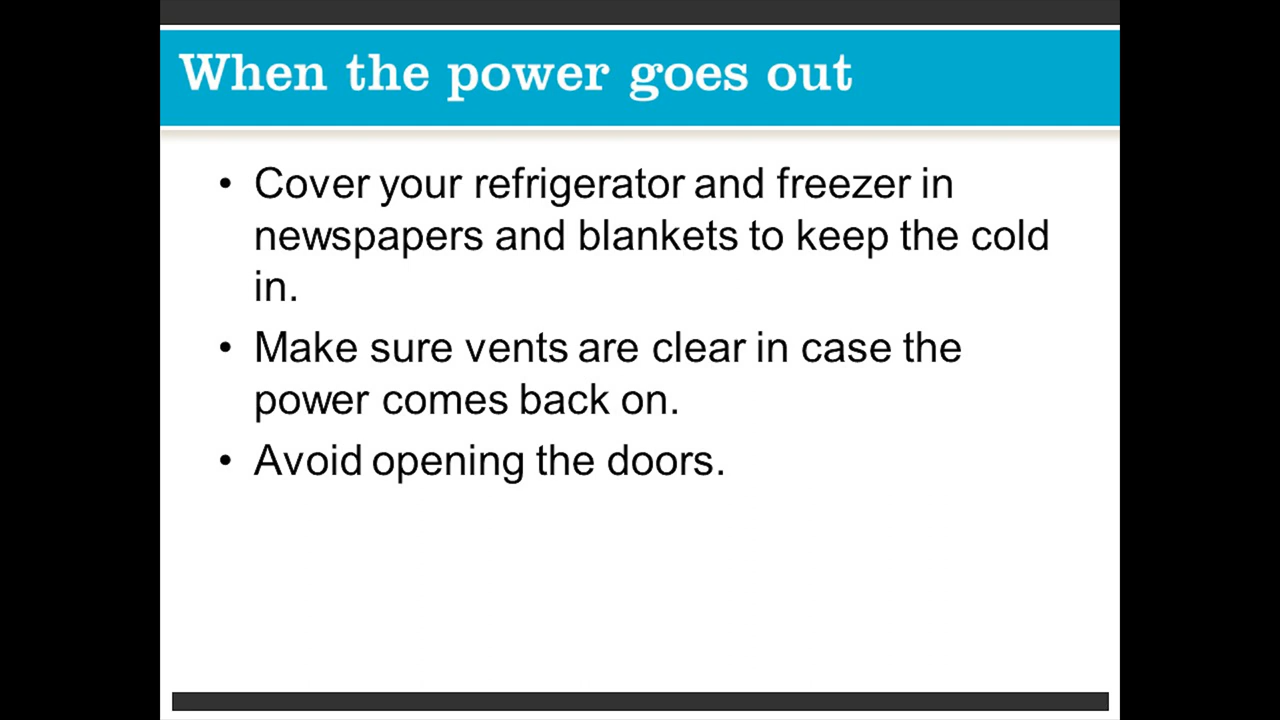 When the power goes out
• Cover your refrigerator and freezer in
newspapers and blankets to keep the cold
in.
• Make sure vents are clear in case the
power comes back on.
• Avoid opening the doors.